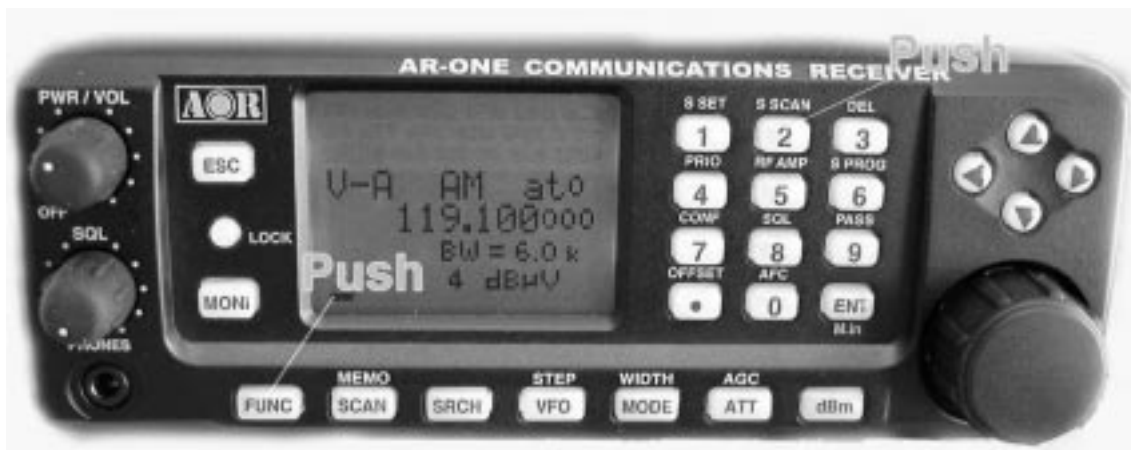 Push
AR-ONE COMMUNICATIONS RECEIVER
PWR / VOL
OFF
SQL
PHONES
AOR
ESC
LOCK
MONi
V-A AM ato
119.100000
BW = 6.0 k
4 dBµV
Push
S SET S SCAN DEL
1 2 3
PRIO RF AMP S PROG
4 5 6
CONF SQL PASS
7 8 9
OFFSET AFC
• 0 ENT
M.in
MEMO STEP WIDTH AGC
FUNC SCAN SRCH VFO MODE ATT dBm